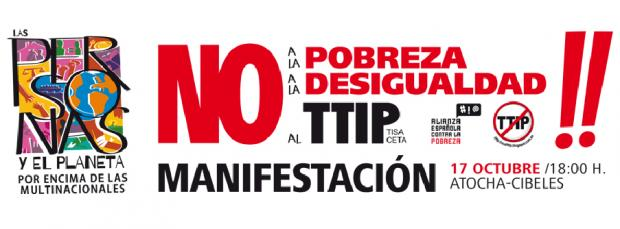 LAS
PERSONAS
Y EL PLANETA
POR ENCIMA DE LAS
MULTINACIONALES
NO
A LA POBREZA
A LA DESIGUALDAD
AL TTIP TISA CETA
!!
#!@
ALIANZA
ESPAÑOLA
CONTRA LA
POBREZA
TTIP
MANIFESTACIÓN
17 OCTUBRE /18:00 H.
ATOCHA-CIBELES